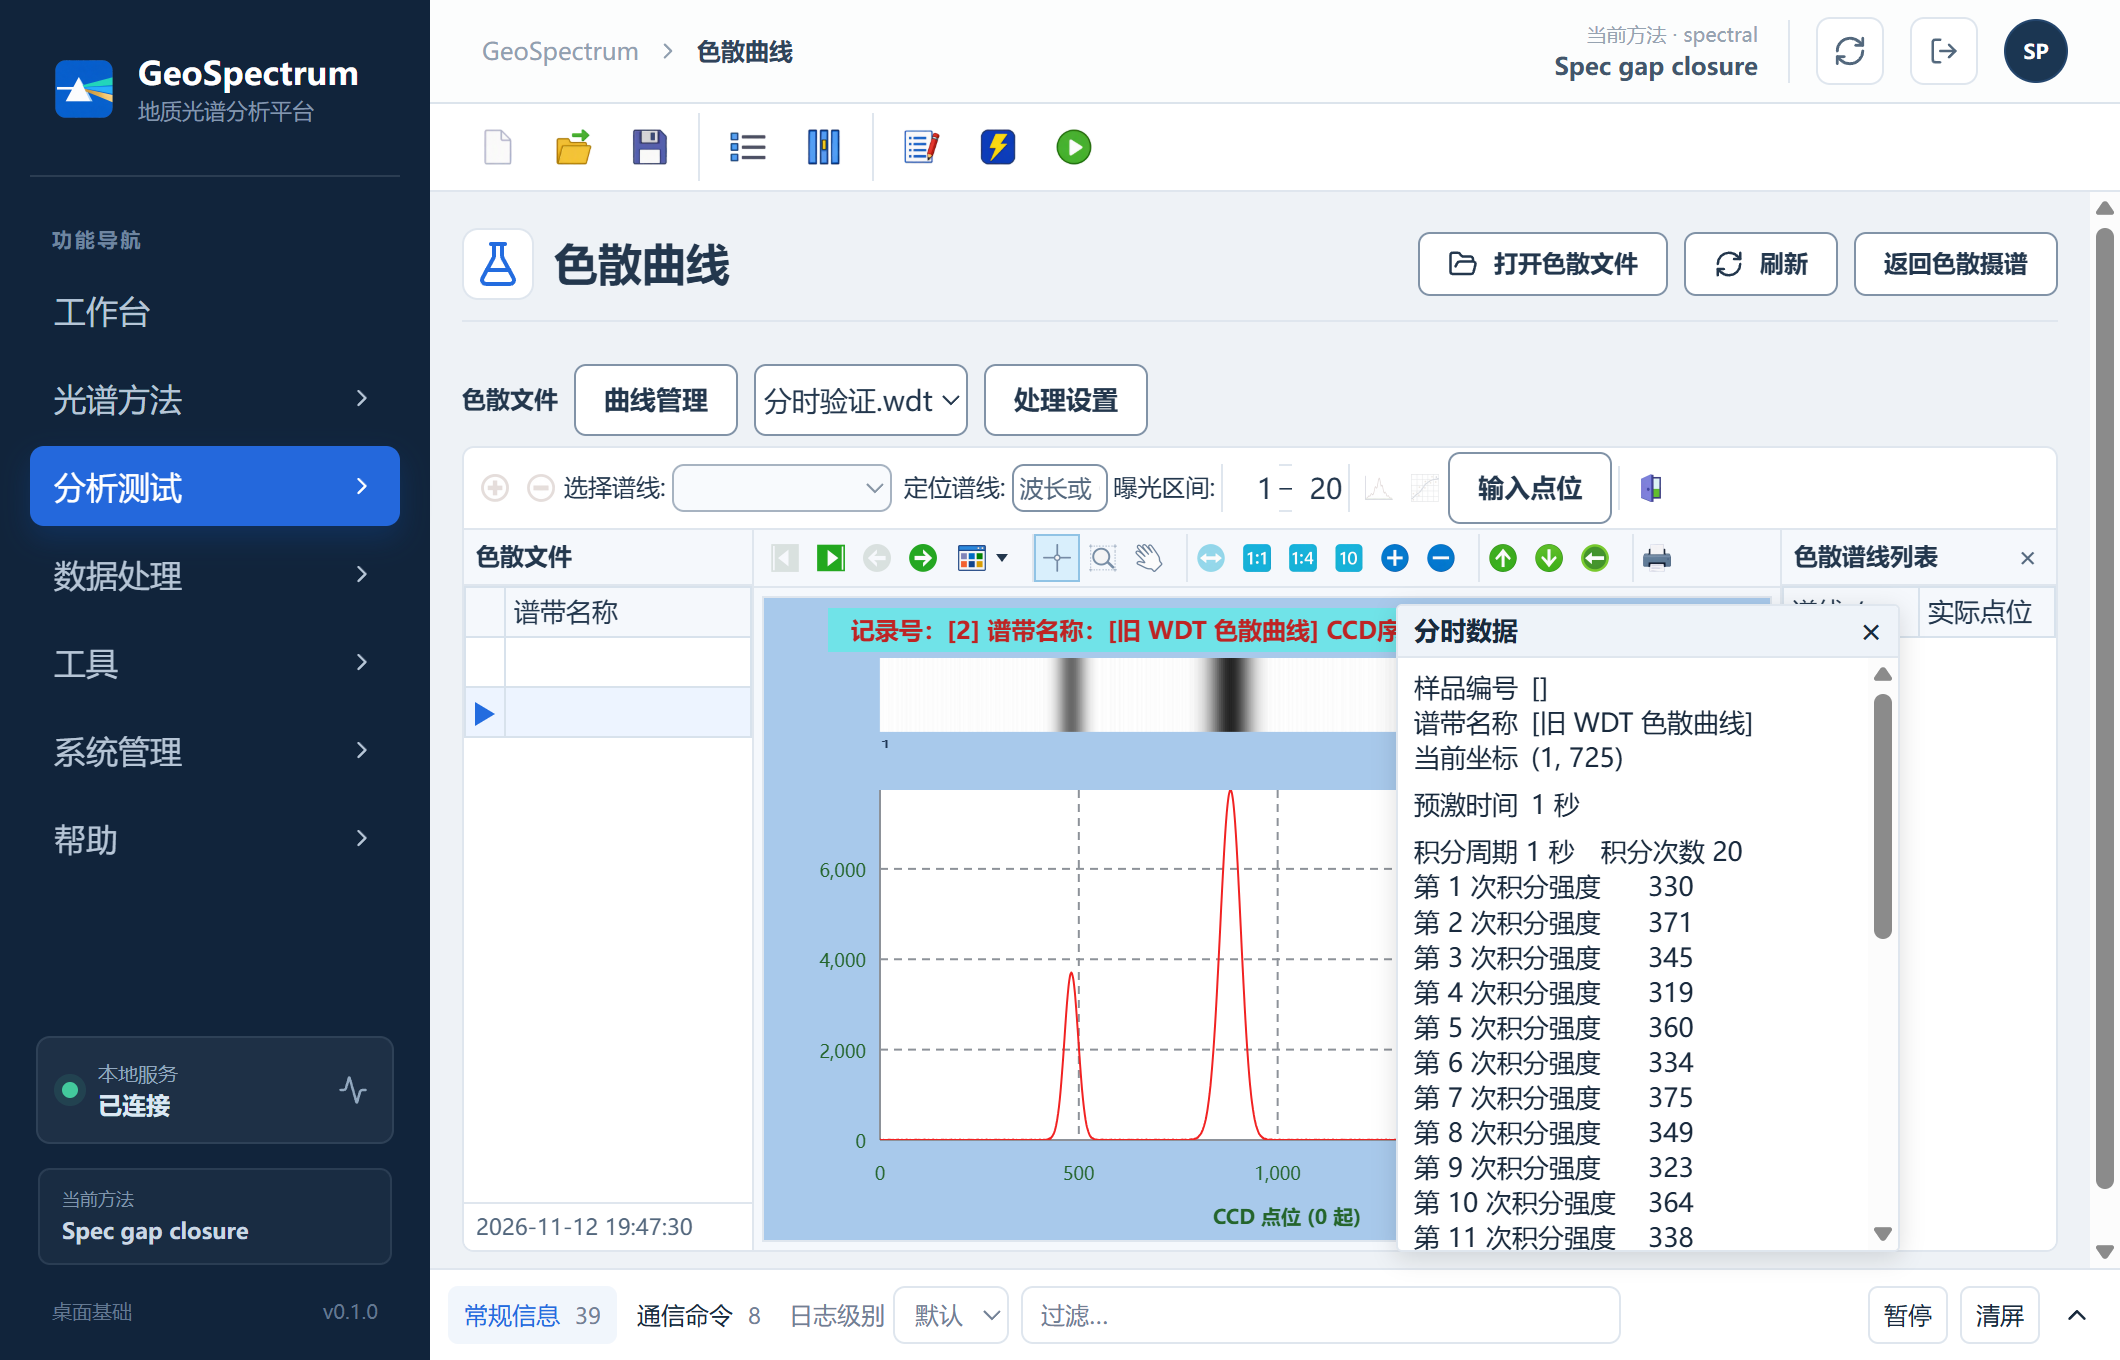 GeoSpectrum
地质光谱分析平台
功能导航
工作台
光谱方法
分析测试
数据处理
工具
系统管理
帮助
本地服务
已连接
当前方法
Spec gap closure
桌面基础 v0.1.0
GeoSpectrum > 色散曲线
当前方法 · spectral
Spec gap closure
SP
色散曲线
打开色散文件
刷新
返回色散摄谱
色散文件
曲线管理
分时验证.wdt
处理设置
选择谱线:
定位谱线:
波长或
曝光区间:
1 – 20
输入点位
色散文件
1:1
1:4
10
色散谱线列表
谱带名称
实际点位
2026-11-12 19:47:30
记录号：[2] 谱带名称：[旧 WDT 色散曲线] CCD序
1
6,000
4,000
2,000
0
0
500
1,000
CCD 点位 (0 起)
分时数据
样品编号 []
谱带名称 [旧 WDT 色散曲线]
当前坐标 (1, 725)
预激时间 1 秒
积分周期 1 秒 积分次数 20
第 1 次积分强度 330
第 2 次积分强度 371
第 3 次积分强度 345
第 4 次积分强度 319
第 5 次积分强度 360
第 6 次积分强度 334
第 7 次积分强度 375
第 8 次积分强度 349
第 9 次积分强度 323
第 10 次积分强度 364
第 11 次积分强度 338
常规信息 39
通信命令 8
日志级别
默认
过滤...
暂停
清屏